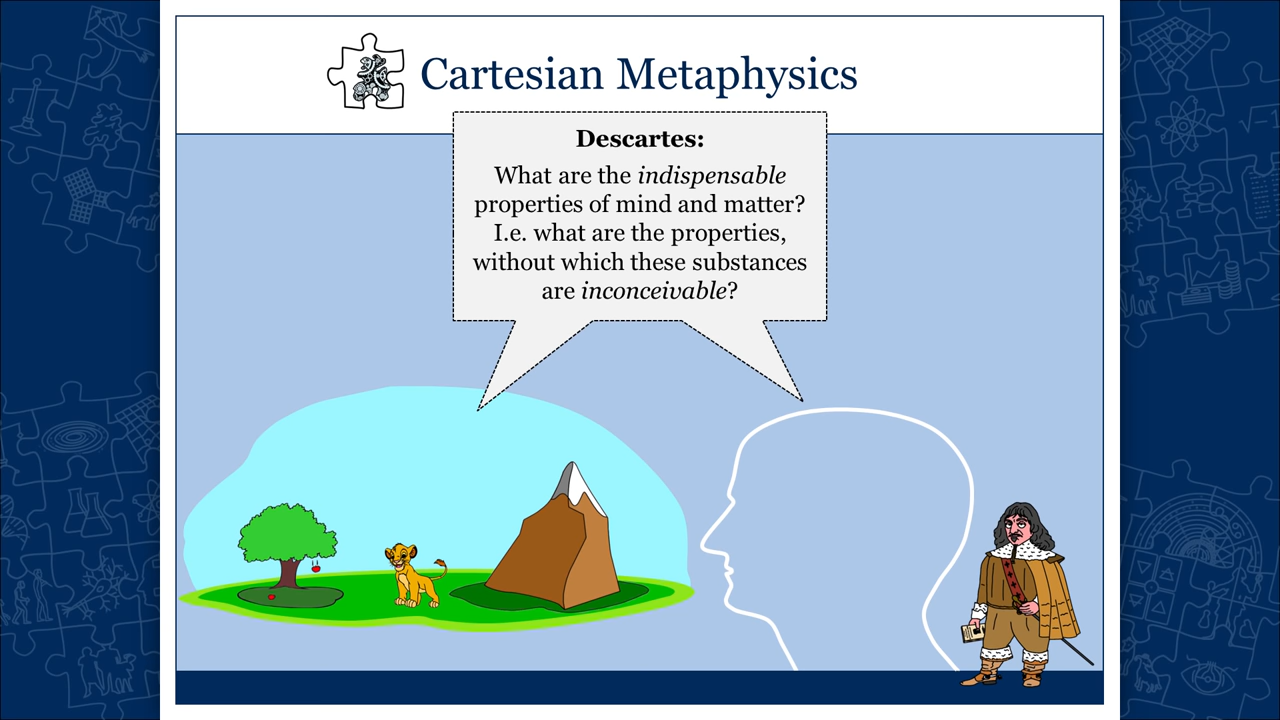 Cartesian Metaphysics
Descartes:
What are the indispensable
properties of mind and matter?
I.e. what are the properties,
without which these substances
are inconceivable?